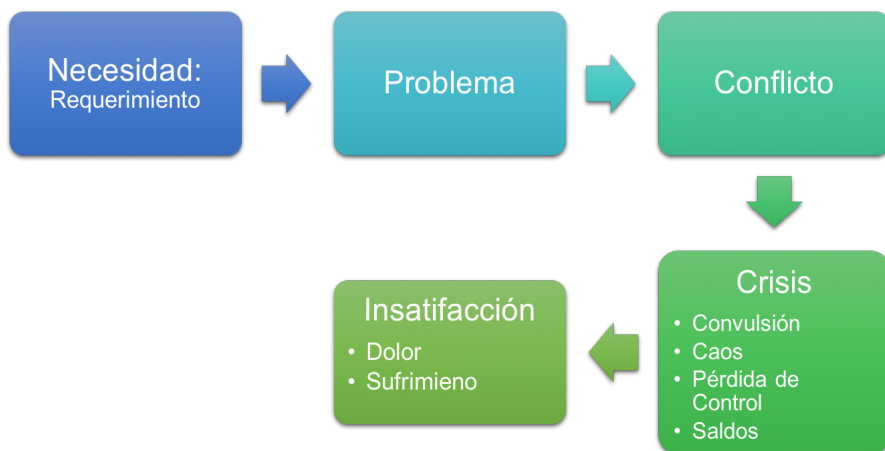 Necesidad:
Requerimiento
Problema
Conflicto
Crisis
• Convulsión
• Caos
• Pérdida de
Control
• Saldos
Insatifacción
• Dolor
• Sufrimieno